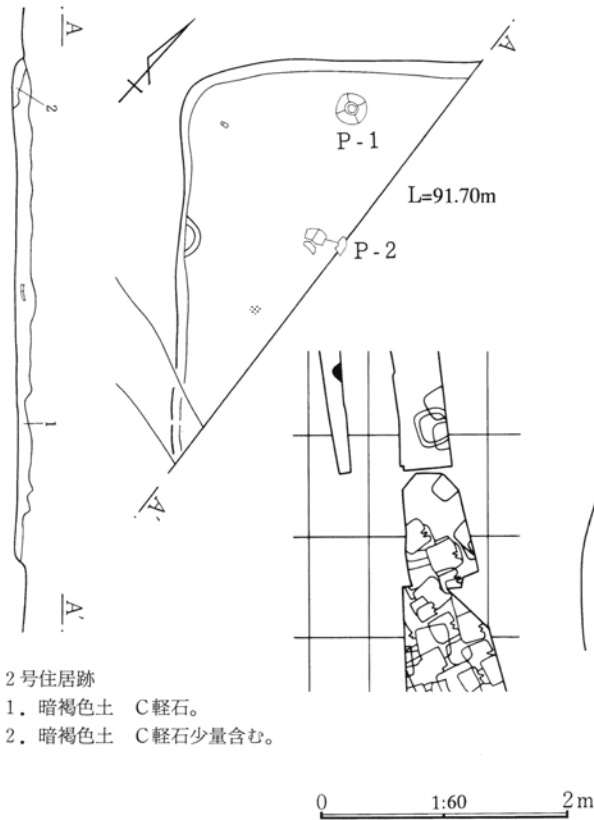 A
2
1
A'
A
P-1
L=91.70m
P-2
A'
2号住居跡
1. 暗褐色土 C軽石。
2. 暗褐色土 C軽石少量含む。
0 1:60 2m